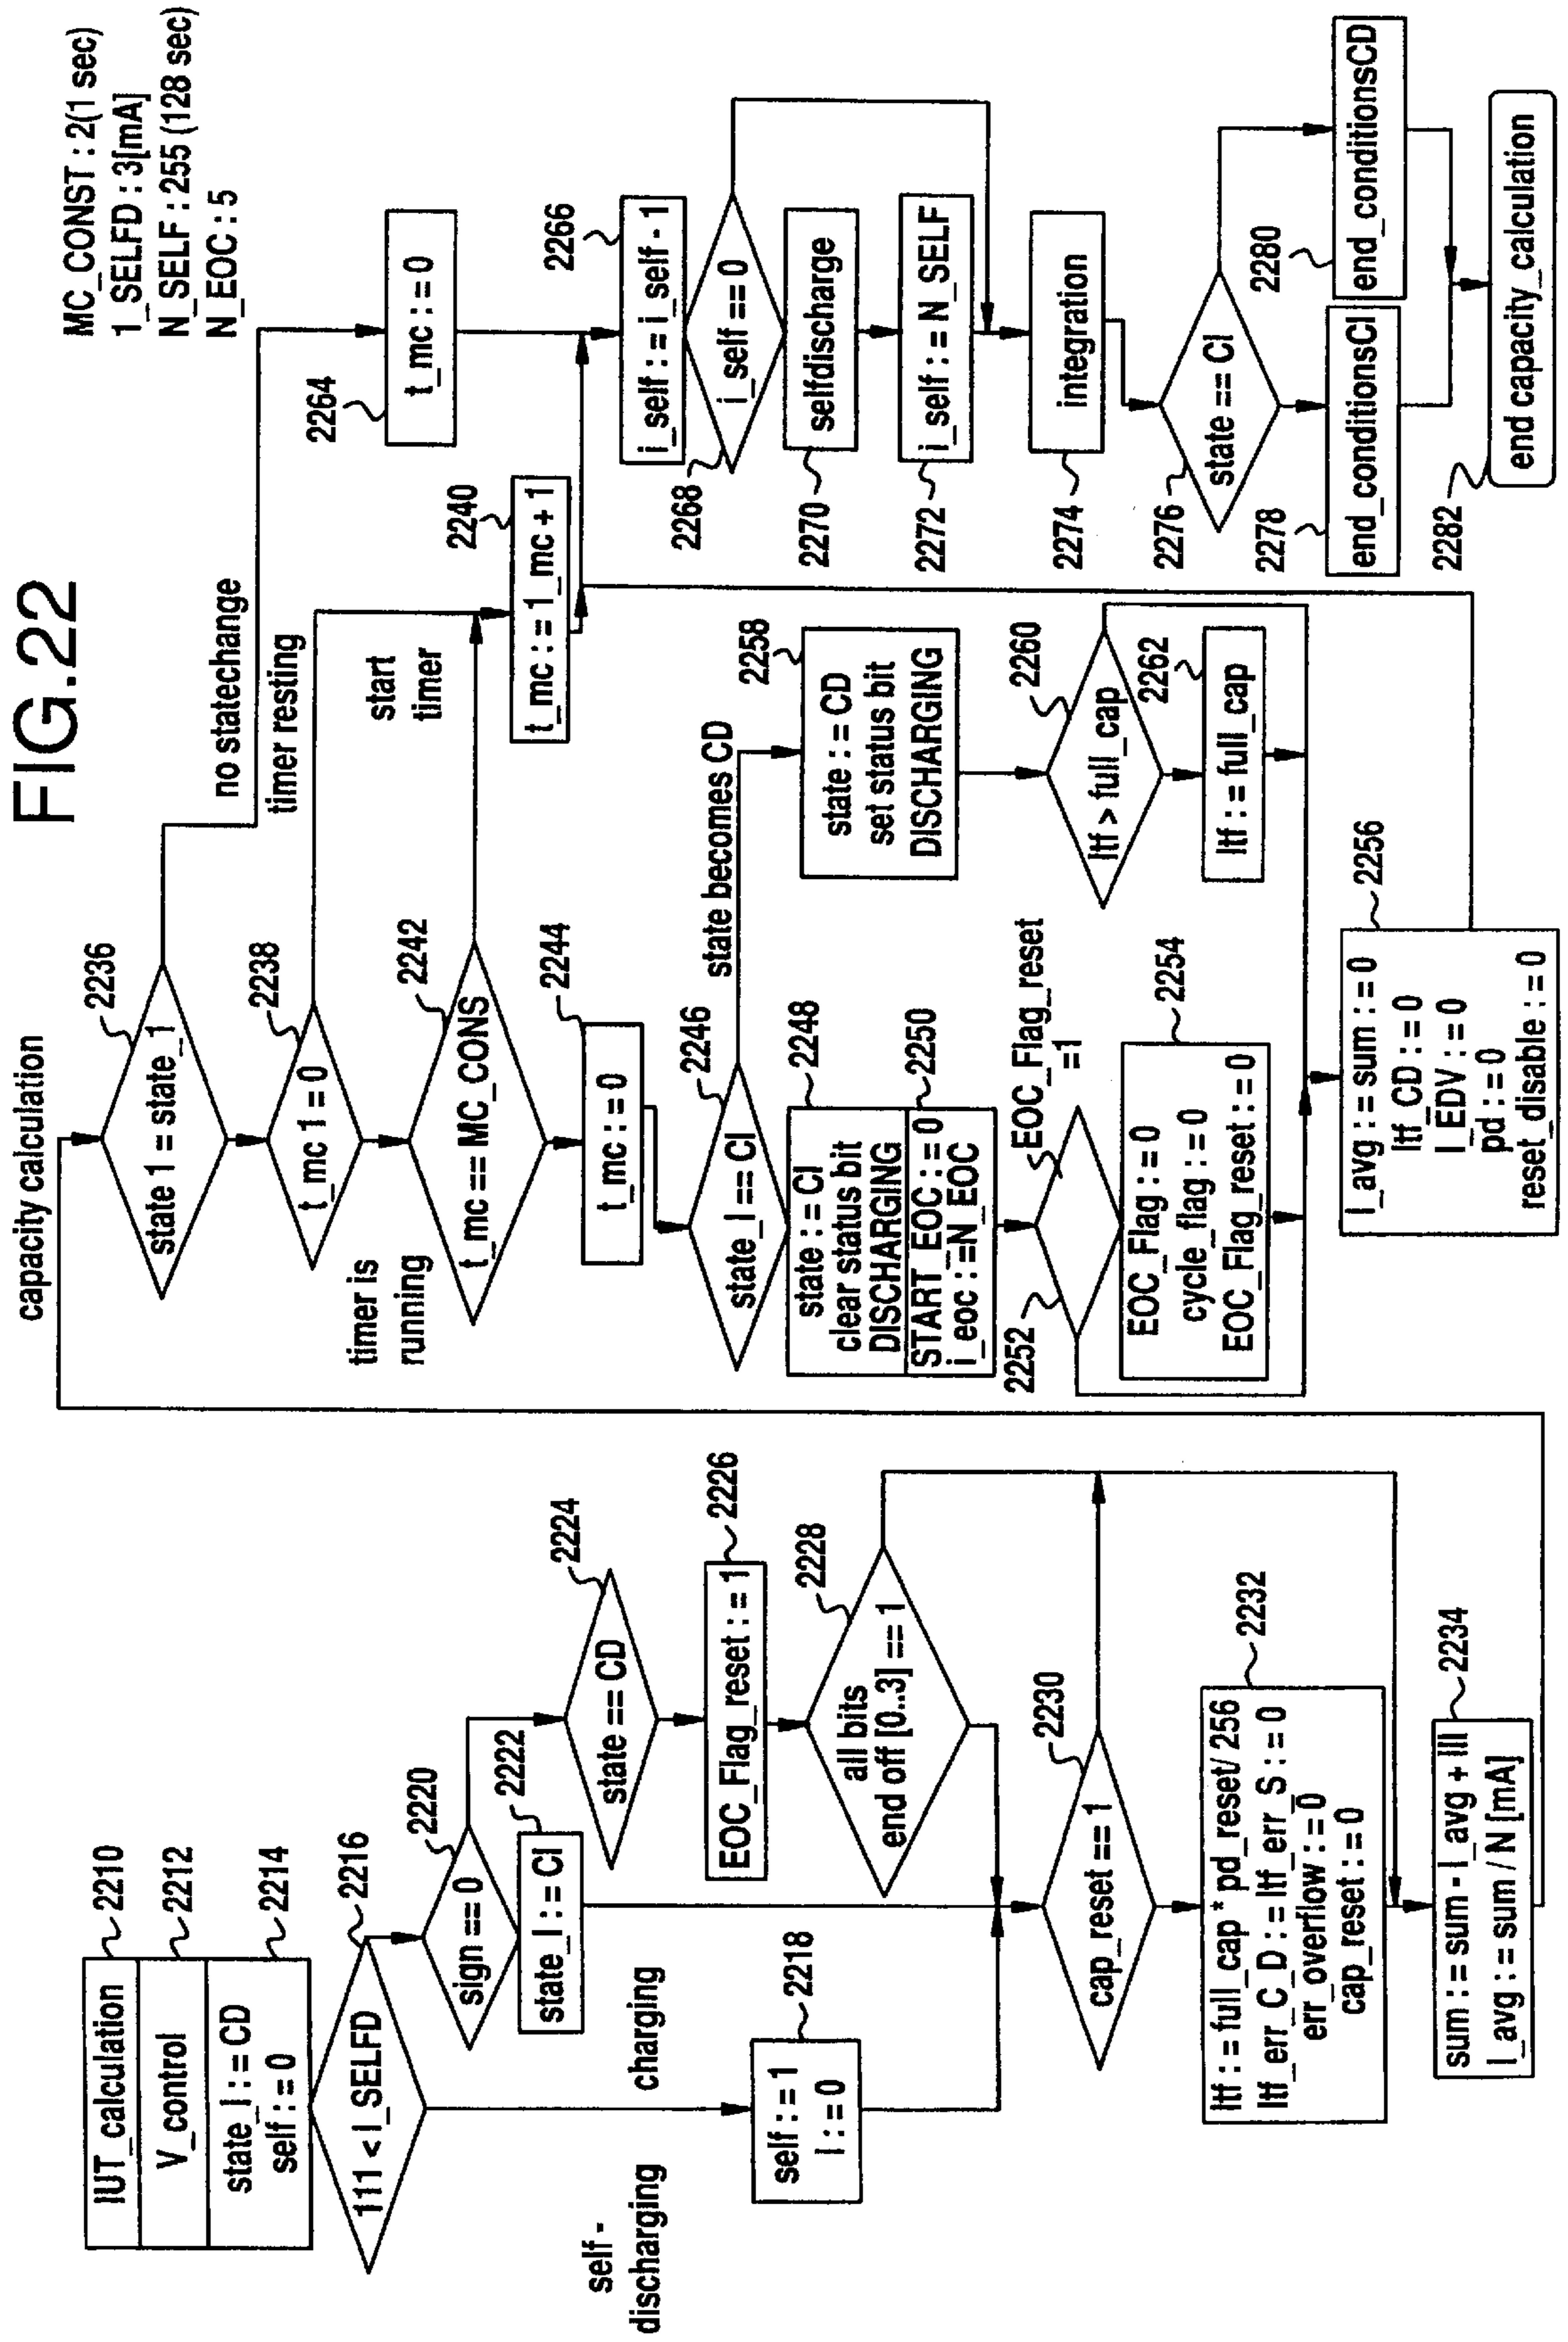 FIG.22
MC_CONST : 2(1 sec)
1_SELFD : 3[mA]
N_SELF : 255 (128 sec)
N_EOC : 5
IUT_calculation
2210
V_control
2212
state_I : = CD
self : = 0
2214
111 < I_SELFD
2216
self -
discharging
charging
self : = 1
I : = 0
2218
sign == 0
2220
state_I : = CI
2222
state == CD
2224
EOC_Flag_reset : = 1
2226
all bits
end off [0..3] == 1
2228
cap_reset == 1
2230
Itf : = full_cap * pd_reset/ 256
Itf_err_C_D : = Itf_err_S : = 0
err_overflow : = 0
cap_reset : = 0
2232
sum : = sum - I_avg + III
I_avg : = sum / N [mA]
2234
capacity calculation
state 1 = state_1
2236
no statechange
t_mc 1 = 0
2238
timer resting
timer is
running
t_mc == MC_CONS
2242
start
timer
t_mc : = 1_mc + 1
2240
t_mc : = 0
2244
state_I == CI
2246
state becomes CD
state : = CI
clear status bit
DISCHARGING
2248
START_EOC : = 0
i_eoc : =N_EOC
2250
2252
EOC_Flag_reset
=1
EOC_Flag : = 0
cycle_flag : = 0
EOC_Flag_reset : = 0
2254
state : = CD
set status bit
DISCHARGING
2258
Itf > full_cap
2260
Itf : = full_cap
2262
I_avg : = sum : = 0
Itf_CD : = 0
I_EDV : = 0
pd : = 0
reset_disable : = 0
2256
t_mc : = 0
2264
i_self : = i_self - 1
2266
i_self == 0
2268
selfdischarge
2270
i_self : = N_SELF
2272
integration
2274
state == CI
2276
end_conditionsCI
2278
end_conditionsCD
2280
end capacity_calculation
2282